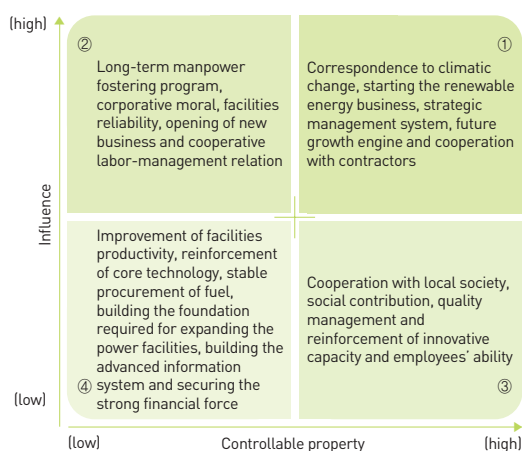 (high)
②
Long-term manpower
fostering program,
corporative moral, facilities
reliability, opening of new
business and cooperative
labor-management relation
①
Correspondence to climatic
change, starting the renewable
energy business, strategic
management system, future
growth engine and cooperation
with contractors
Influence
Improvement of facilities
productivity, reinforcement
of core technology, stable
procurement of fuel,
building the foundation
required for expanding the
power facilities, building the
advanced information
④ system and securing the
strong financial force
Cooperation with local society,
social contribution, quality
management and
reinforcement of innovative
capacity and employees’ ability
③
(low)
(low) Controllable property (high)